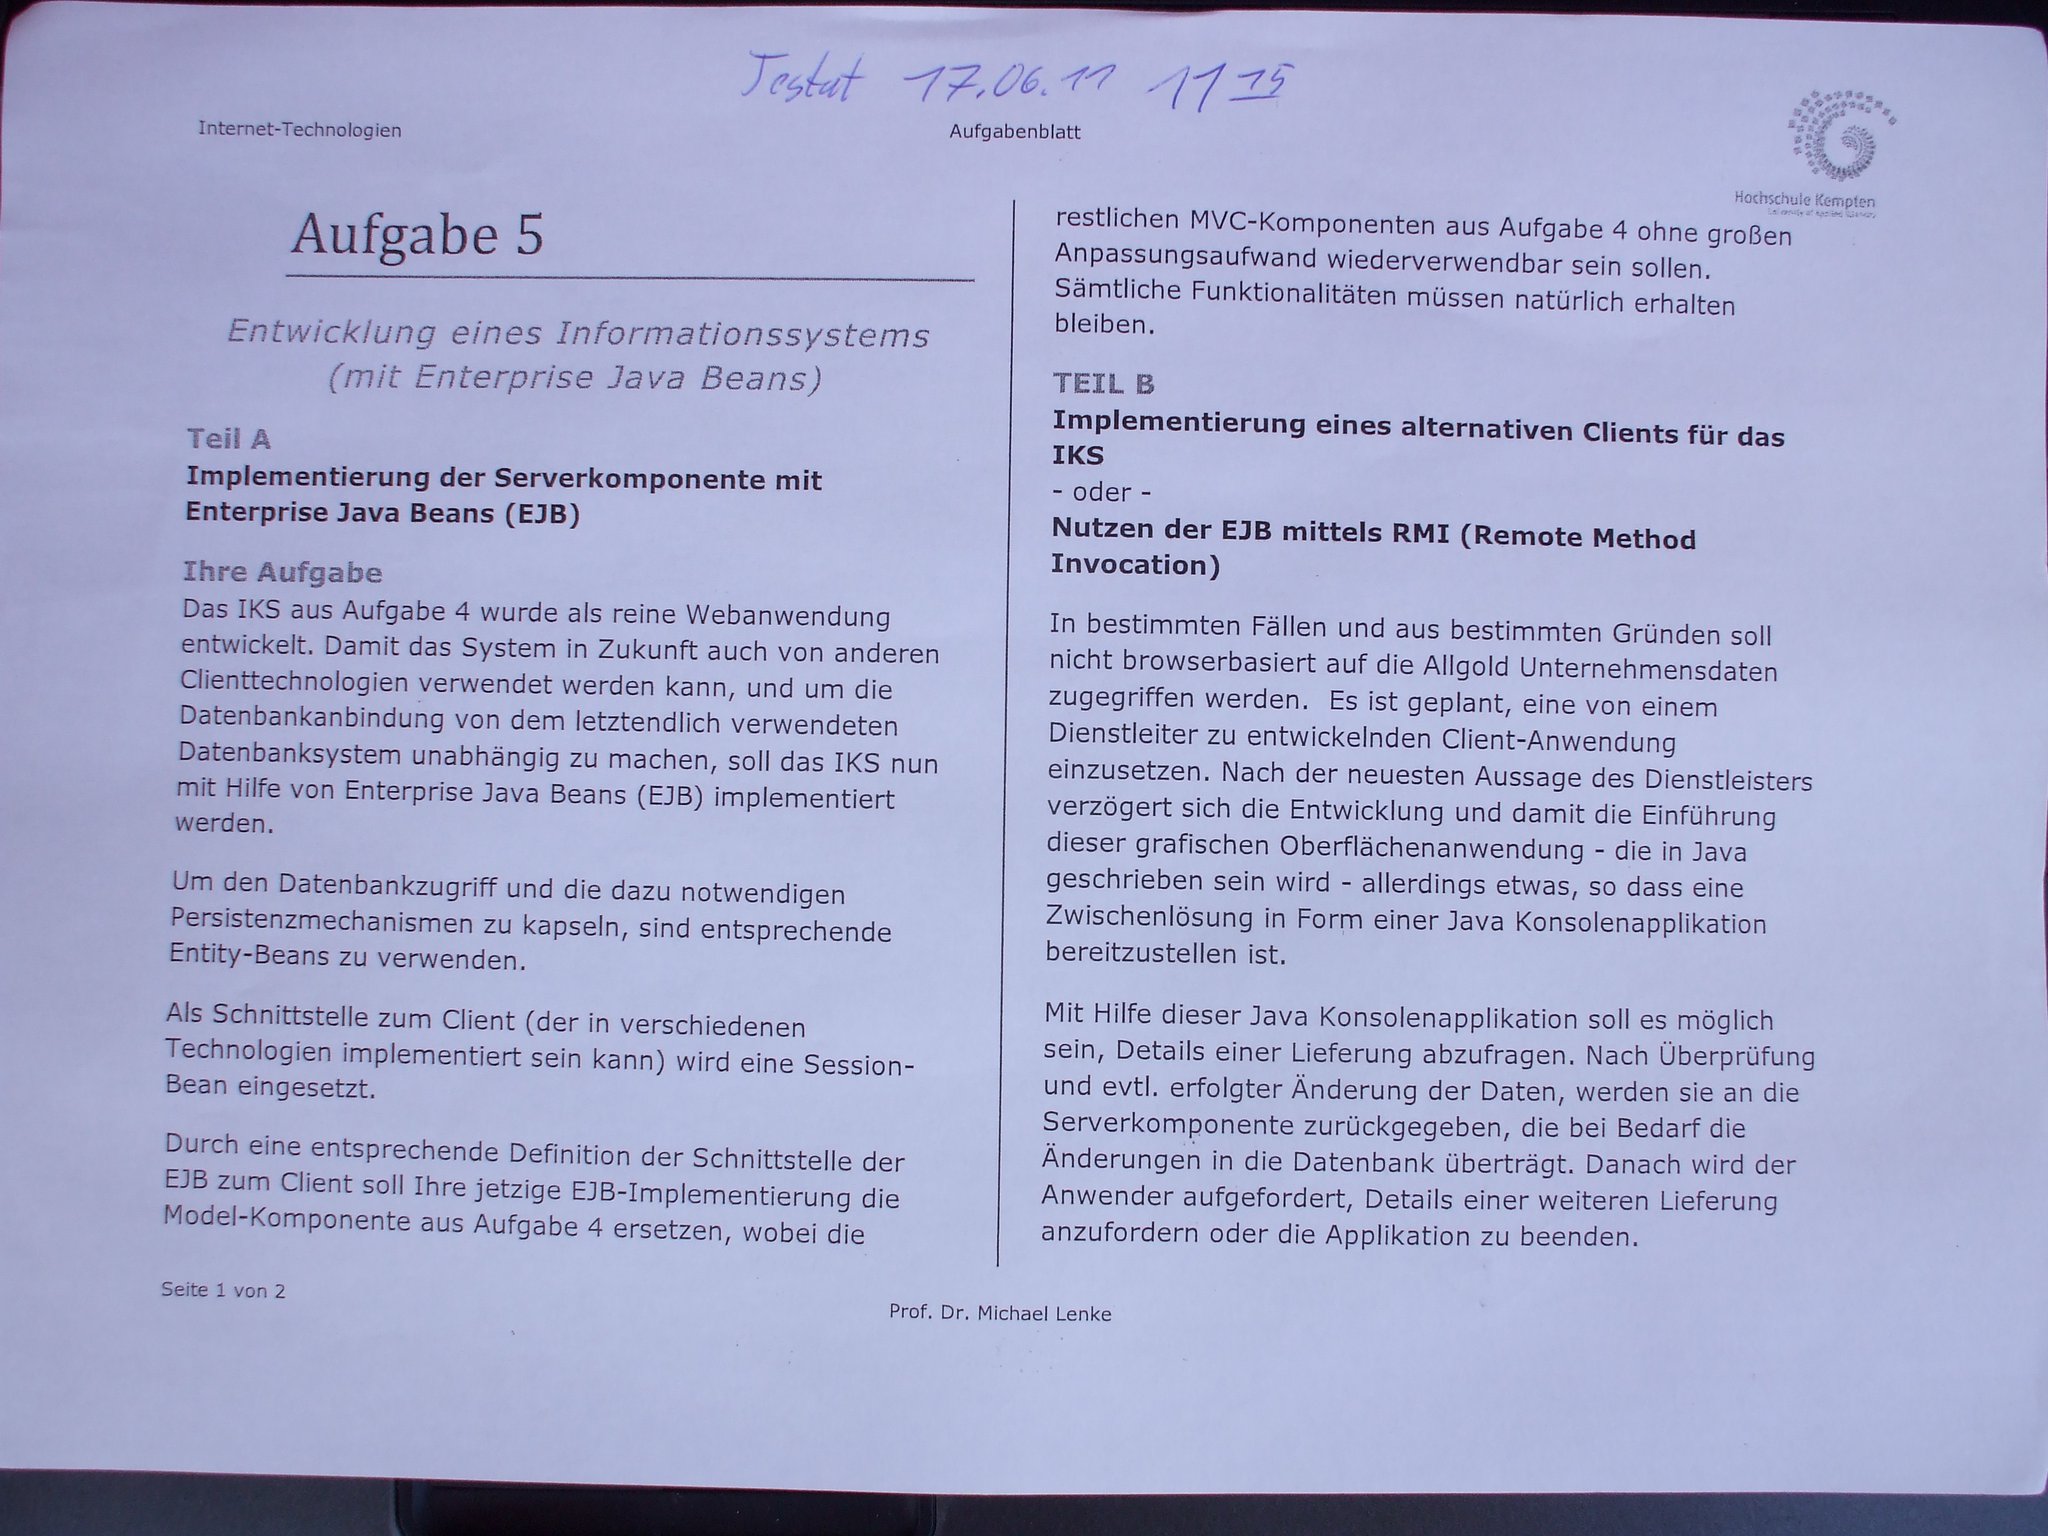 Testat 17.06.11 11 15
Internet-Technologien
Aufgabenblatt
Hochschule Kempten
University of Applied Sciences
Aufgabe 5
Entwicklung eines Informationssystems
(mit Enterprise Java Beans)
Teil A
Implementierung der Serverkomponente mit
Enterprise Java Beans (EJB)
Ihre Aufgabe
Das IKS aus Aufgabe 4 wurde als reine Webanwendung
entwickelt. Damit das System in Zukunft auch von anderen
Clienttechnologien verwendet werden kann, und um die
Datenbankanbindung von dem letztendlich verwendeten
Datenbanksystem unabhängig zu machen, soll das IKS nun
mit Hilfe von Enterprise Java Beans (EJB) implementiert
werden.
Um den Datenbankzugriff und die dazu notwendigen
Persistenzmechanismen zu kapseln, sind entsprechende
Entity-Beans zu verwenden.
Als Schnittstelle zum Client (der in verschiedenen
Technologien implementiert sein kann) wird eine Session-
Bean eingesetzt.
Durch eine entsprechende Definition der Schnittstelle der
EJB zum Client soll Ihre jetzige EJB-Implementierung die
Model-Komponente aus Aufgabe 4 ersetzen, wobei die
restlichen MVC-Komponenten aus Aufgabe 4 ohne großen
Anpassungsaufwand wiederverwendbar sein sollen.
Sämtliche Funktionalitäten müssen natürlich erhalten
bleiben.
TEIL B
Implementierung eines alternativen Clients für das
IKS
- oder -
Nutzen der EJB mittels RMI (Remote Method
Invocation)
In bestimmten Fällen und aus bestimmten Gründen soll
nicht browserbasiert auf die Allgold Unternehmensdaten
zugegriffen werden. Es ist geplant, eine von einem
Dienstleiter zu entwickelnden Client-Anwendung
einzusetzen. Nach der neuesten Aussage des Dienstleisters
verzögert sich die Entwicklung und damit die Einführung
dieser grafischen Oberflächenanwendung - die in Java
geschrieben sein wird - allerdings etwas, so dass eine
Zwischenlösung in Form einer Java Konsolenapplikation
bereitzustellen ist.
Mit Hilfe dieser Java Konsolenapplikation soll es möglich
sein, Details einer Lieferung abzufragen. Nach Überprüfung
und evtl. erfolgter Änderung der Daten, werden sie an die
Serverkomponente zurückgegeben, die bei Bedarf die
Änderungen in die Datenbank überträgt. Danach wird der
Anwender aufgefordert, Details einer weiteren Lieferung
anzufordern oder die Applikation zu beenden.
Seite 1 von 2
Prof. Dr. Michael Lenke